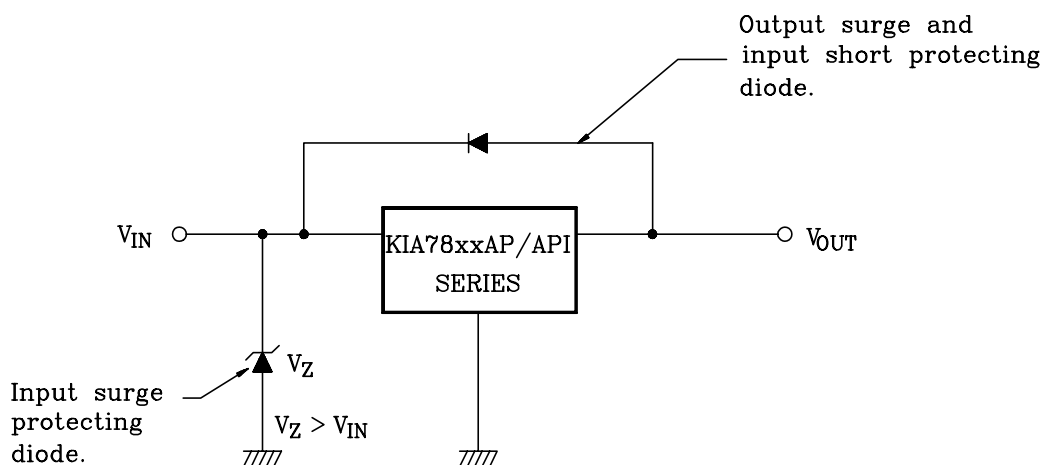 Output surge and
input short protecting
diode.
VIN
KIA78xxAP/API
SERIES
VOUT
VZ
Input surge
protecting
diode.
VZ > VIN